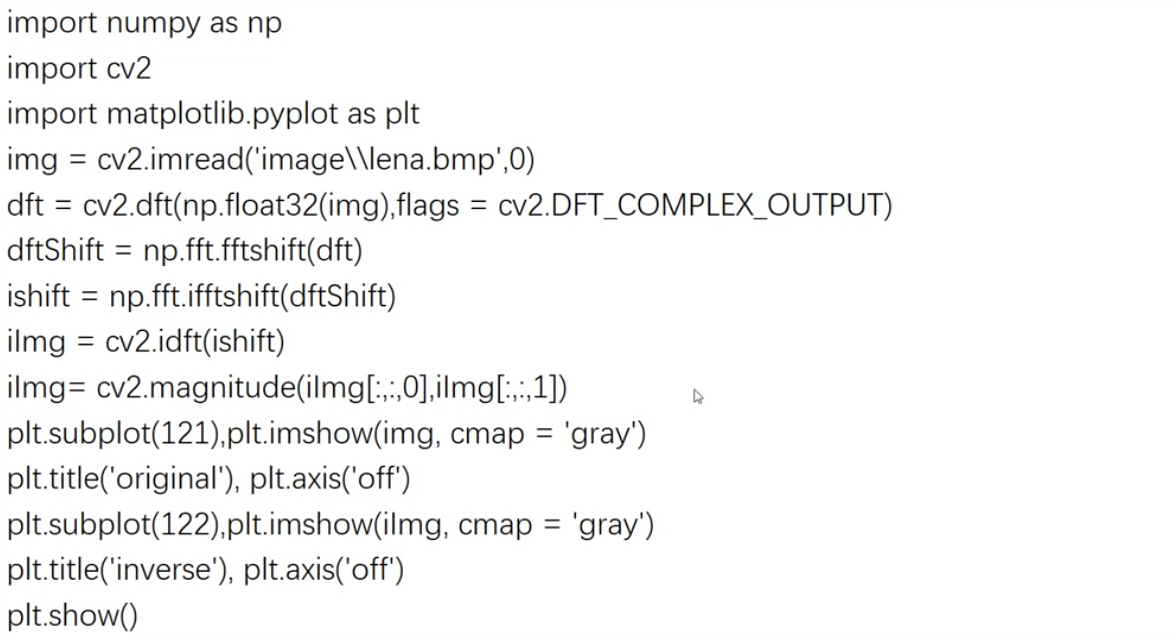 import numpy as np
import cv2
import matplotlib.pyplot as plt
img = cv2.imread('image\\lena.bmp',0)
dft = cv2.dft(np.float32(img),flags = cv2.DFT_COMPLEX_OUTPUT)
dftShift = np.fft.fftshift(dft)
ishift = np.fft.ifftshift(dftShift)
iImg = cv2.idft(ishift)
iImg= cv2.magnitude(iImg[:,:,0],iImg[:,:,1])
plt.subplot(121),plt.imshow(img, cmap = 'gray')
plt.title('original'), plt.axis('off')
plt.subplot(122),plt.imshow(iImg, cmap = 'gray')
plt.title('inverse'), plt.axis('off')
plt.show()